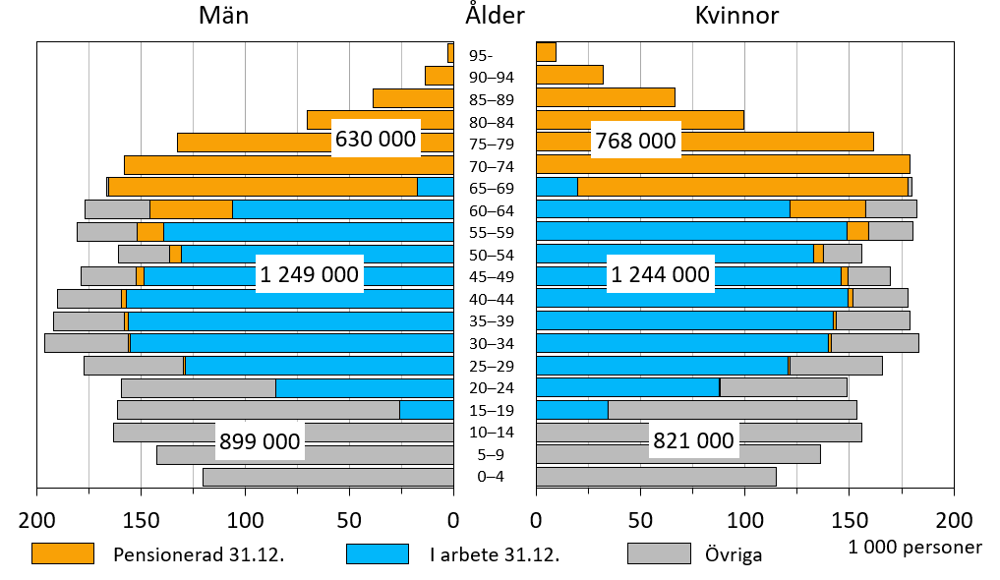 Män Ålder Kvinnor
95-
90–94
85–89
80–84
630 000 75–79 768 000
70–74
65–69
60–64
55–59
50–54
1 249 000 45–49 1 244 000
40–44
35–39
30–34
25–29
20–24
15–19
10–14
899 000 5–9 821 000
0–4
200 150 100 50 0 0 50 100 150 200
1 000 personer
Pensionerad 31.12. I arbete 31.12. Övriga